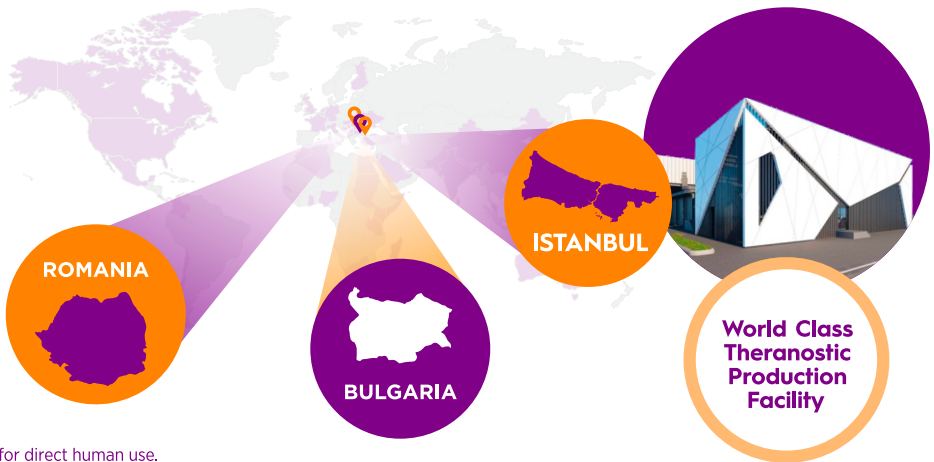 ROMANIA
BULGARIA
ISTANBUL
World Class
Theranostic
Production
Facility
for direct human use.